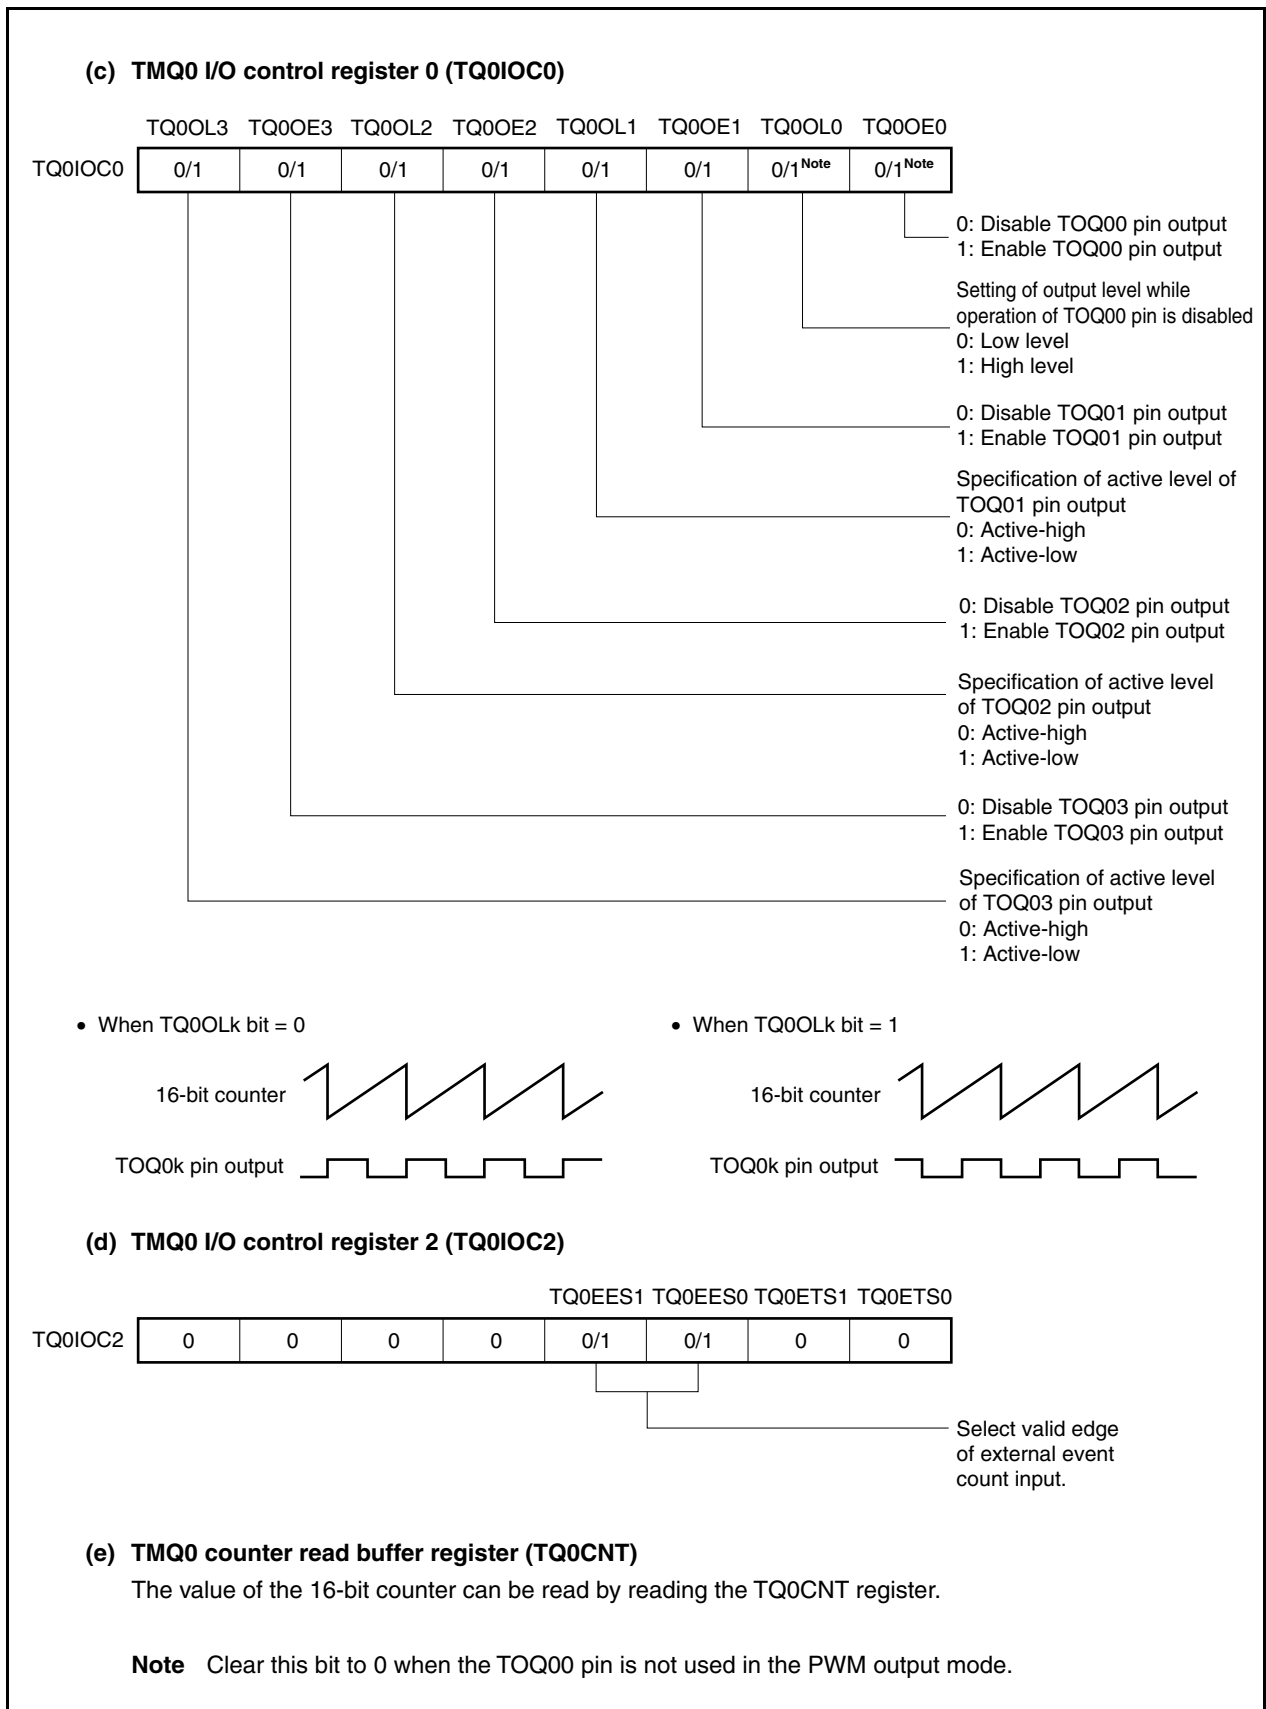 (c) TMQ0 I/O control register 0 (TQ0IOC0)
TQ0OL3 TQ0OE3 TQ0OL2 TQ0OE2 TQ0OL1 TQ0OE1 TQ0OL0 TQ0OE0
TQ0IOC0 0/1 0/1 0/1 0/1 0/1 0/1 0/1Note 0/1Note
0: Disable TOQ00 pin output
1: Enable TOQ00 pin output
Setting of output level while
operation of TOQ00 pin is disabled
0: Low level
1: High level
0: Disable TOQ01 pin output
1: Enable TOQ01 pin output
Specification of active level of
TOQ01 pin output
0: Active-high
1: Active-low
0: Disable TOQ02 pin output
1: Enable TOQ02 pin output
Specification of active level
of TOQ02 pin output
0: Active-high
1: Active-low
0: Disable TOQ03 pin output
1: Enable TOQ03 pin output
Specification of active level
of TOQ03 pin output
0: Active-high
1: Active-low
• When TQ0OLk bit = 0
16-bit counter
TOQ0k pin output
• When TQ0OLk bit = 1
16-bit counter
TOQ0k pin output
(d) TMQ0 I/O control register 2 (TQ0IOC2)
TQ0EES1 TQ0EES0 TQ0ETS1 TQ0ETS0
TQ0IOC2 0 0 0 0 0/1 0/1 0 0
Select valid edge
of external event
count input.
(e) TMQ0 counter read buffer register (TQ0CNT)
The value of the 16-bit counter can be read by reading the TQ0CNT register.
Note Clear this bit to 0 when the TOQ00 pin is not used in the PWM output mode.